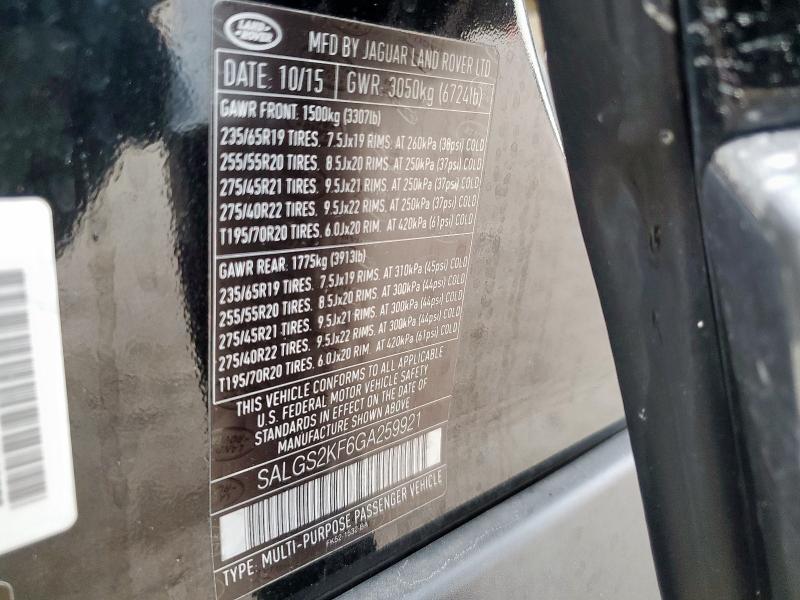 LAND ROVER
MFD BY JAGUAR LAND ROVER LTD
DATE: 10/15 GWR: 3050kg (6724lb)
GAWR FRONT: 1500kg (3307lb)
235/65R19 TIRES. 7.5Jx19 RIMS. AT 260kPa (38psi) COLD
255/55R20 TIRES. 8.5Jx20 RIMS. AT 250kPa (37psi) COLD
275/45R21 TIRES. 9.5Jx21 RIMS. AT 250kPa (37psi) COLD
275/40R22 TIRES. 9.5Jx22 RIMS. AT 250kPa (37psi) COLD
T195/70R20 TIRES. 6.0Jx20 RIM. AT 420kPa (61psi) COLD
GAWR REAR: 1775kg (3913lb)
235/65R19 TIRES. 7.5Jx19 RIMS. AT 310kPa (45psi) COLD
255/55R20 TIRES. 8.5Jx20 RIMS. AT 300kPa (44psi) COLD
275/45R21 TIRES. 9.5Jx21 RIMS. AT 300kPa (44psi) COLD
275/40R22 TIRES. 9.5Jx22 RIMS. AT 300kPa (44psi) COLD
T195/70R20 TIRES. 6.0Jx20 RIM. AT 420kPa (61psi) COLD
THIS VEHICLE CONFORMS TO ALL APPLICABLE
U.S. FEDERAL MOTOR VEHICLE SAFETY
STANDARDS IN EFFECT ON THE DATE OF
MANUFACTURE SHOWN ABOVE
SALGS2KF6GA259921
TYPE: MULTI-PURPOSE PASSENGER VEHICLE